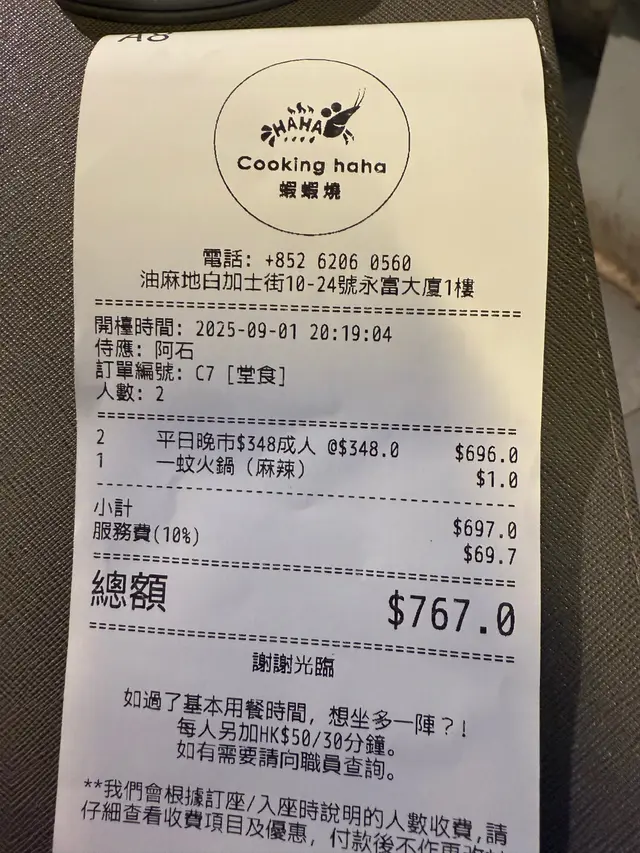 A8
HAHA
Cooking haha
蝦蝦燒
電話: +852 6206 0560
油麻地白加士街10-24號永富大廈1樓
開檯時間: 2025-09-01 20:19:04
侍應: 阿石
訂單編號: C7 [堂食]
人數: 2
2 平日晚市$348成人 @$348.0 $696.0
1 一蚊火鍋 (麻辣) $1.0
小計 $697.0
服務費(10%) $69.7
總額 $767.0
謝謝光臨
如過了基本用餐時間, 想坐多一陣?!
每人另加HK$50/30分鐘。
如有需要請向職員查詢。
**我們會根據訂座/入座時說明的人數收費,請
仔細查看收費項目及優惠, 付款後不作更改